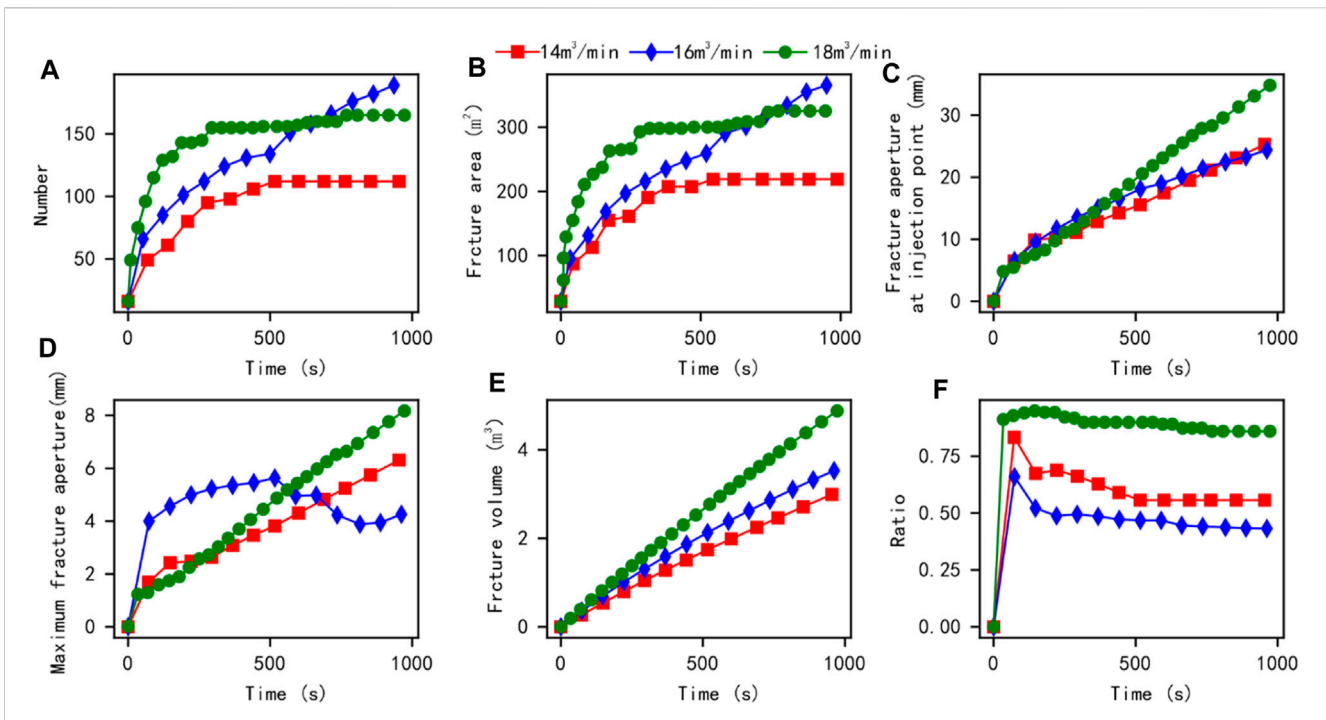 14m³/min 16m³/min 18m³/min
A
Number
150
100
50
0 500 1000
Time (s)
B
Frcture area (m²)
300
200
100
0 500 1000
Time (s)
C
Fracture aperture
at injection point (mm)
30
20
10
0
0 500 1000
Time (s)
D
Maximum fracture aperture(mm)
8
6
4
2
0
0 500 1000
Time (s)
E
Frcture volume (m³)
4
2
0
0 500 1000
Time (s)
F
Ratio
0.75
0.50
0.25
0.00
0 500 1000
Time (s)